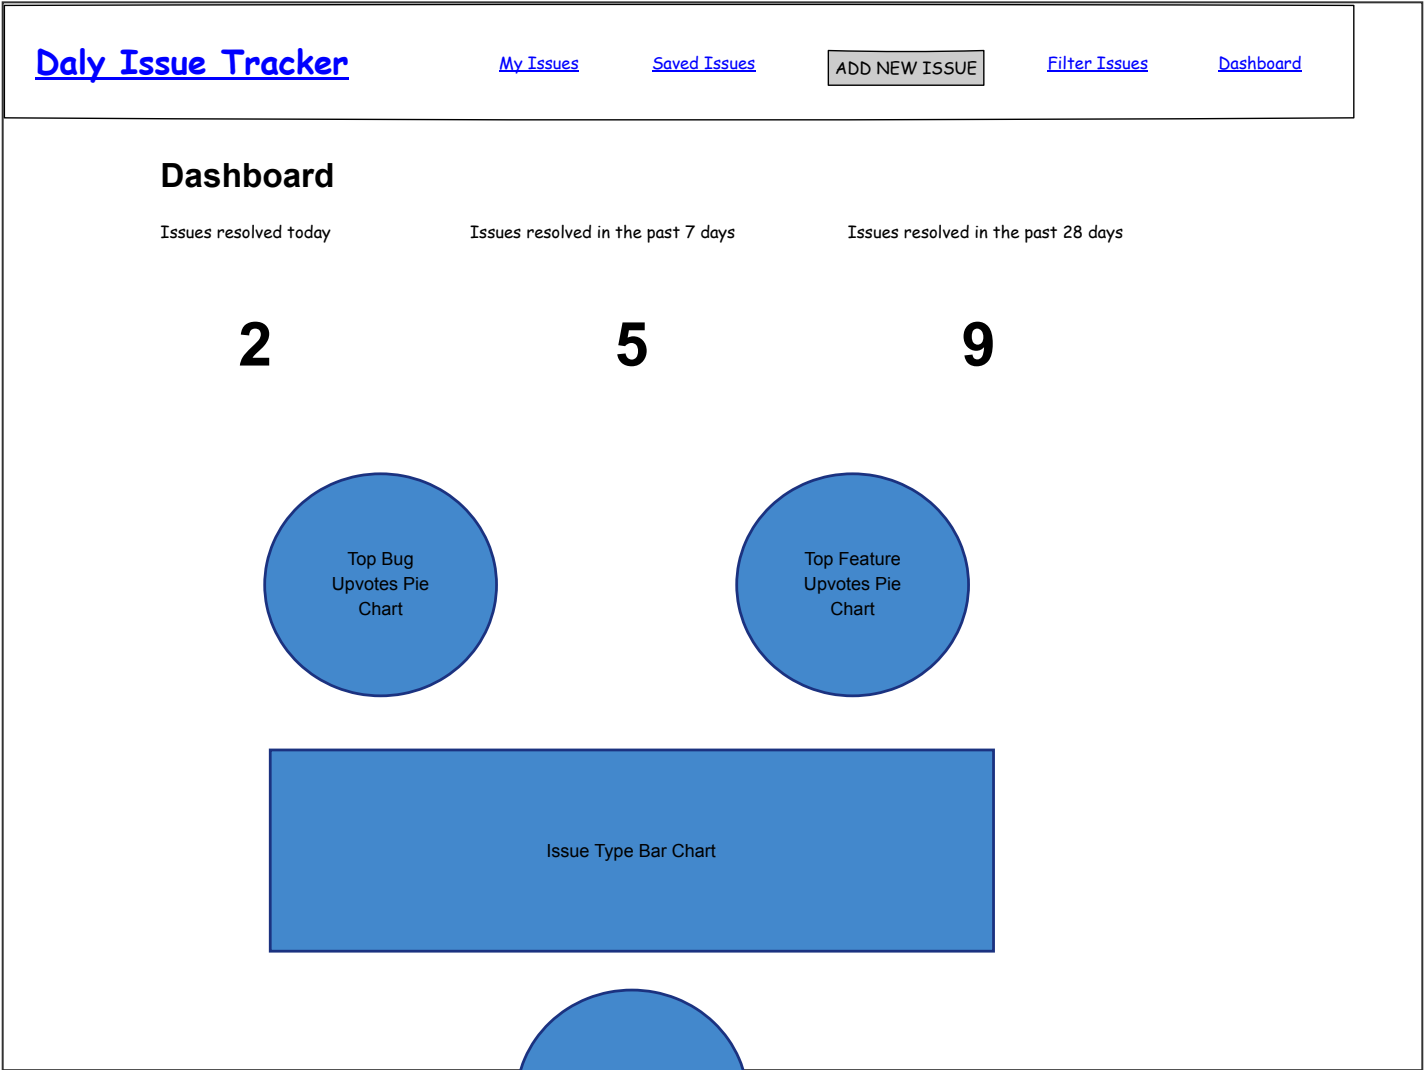 Daly Issue Tracker
My Issues
Saved Issues
ADD NEW ISSUE
Filter Issues
Dashboard
Dashboard
Issues resolved today
Issues resolved in the past 7 days
Issues resolved in the past 28 days
2
5
9
Top Bug
Upvotes Pie
Chart
Top Feature
Upvotes Pie
Chart
Issue Type Bar Chart